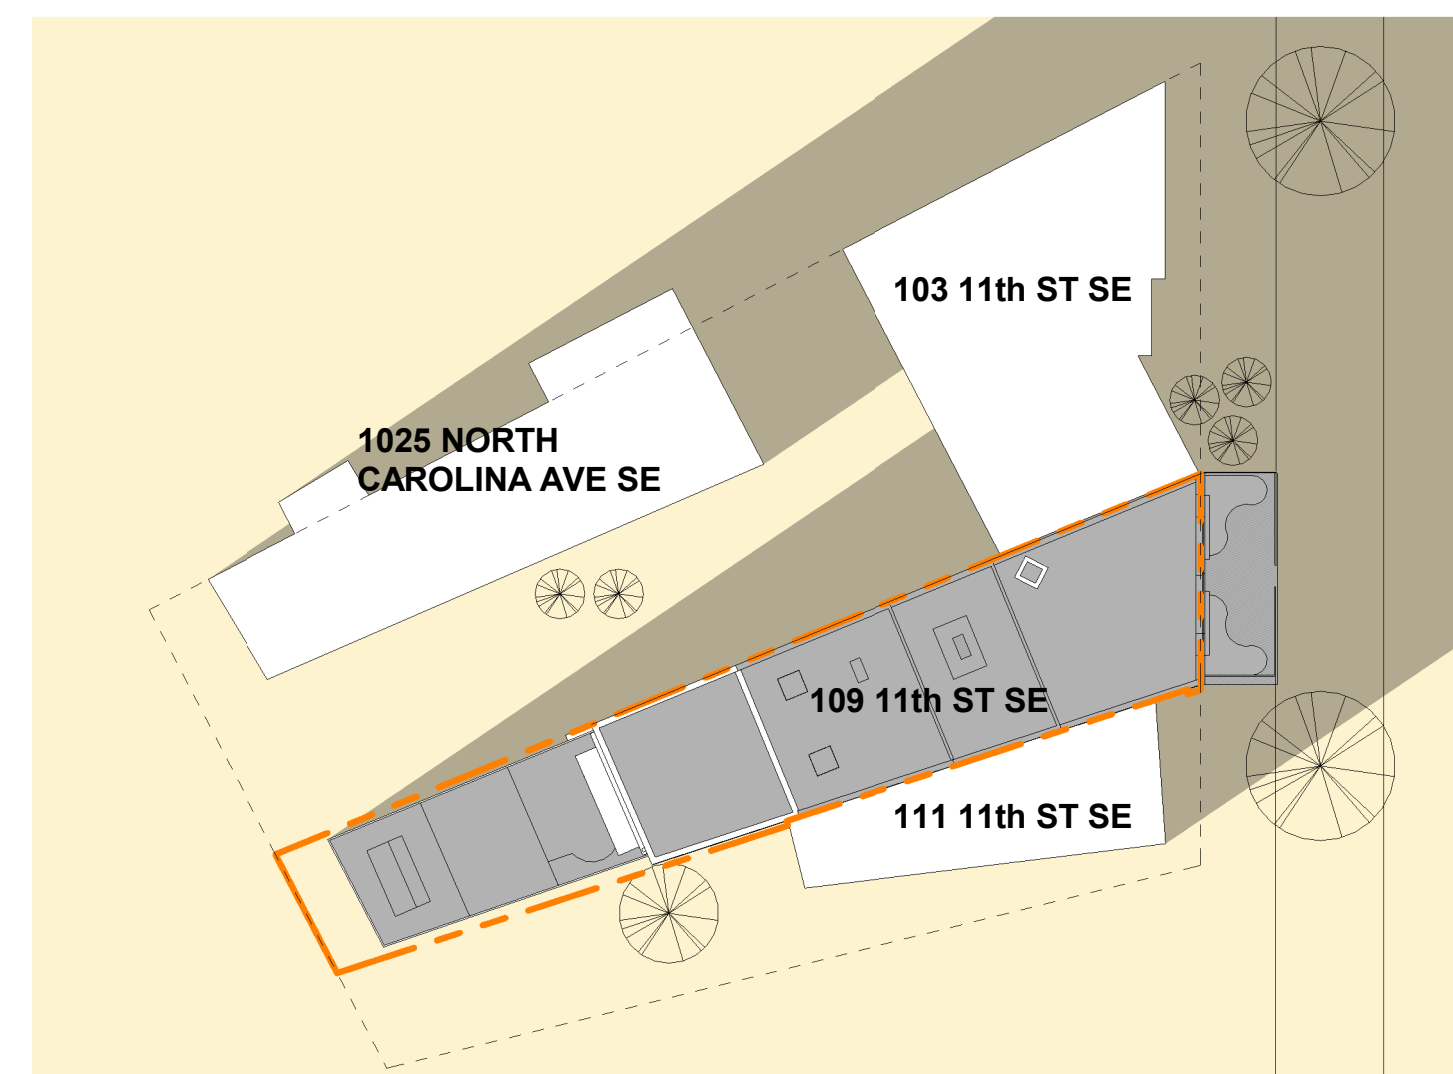 103 11th ST SE
1025 NORTH
CAROLINA AVE SE
109 11th ST SE
111 11th ST SE